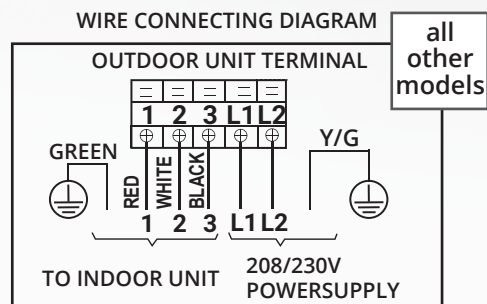 WIRE CONNECTING DIAGRAM
all
other
models
OUTDOOR UNIT TERMINAL
1 2 3 L1 L2
GREEN
Y/G
RED
WHITE
BLACK
1 2 3 L1 L2
TO INDOOR UNIT
208/230V
POWERSUPPLY